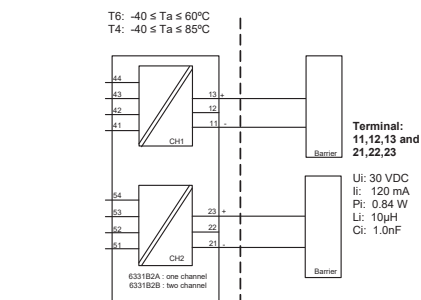 T6: -40 ≤ Ta ≤ 60ºC
T4: -40 ≤ Ta ≤ 85ºC
44
43
42
41
13 +
12
11 -
CH1
Barrier
Terminal:
11,12,13 and
21,22,23
Ui: 30 VDC
Ii: 120 mA
Pi: 0.84 W
Li: 10µH
Ci: 1.0nF
54
53
52
51
23 +
22
21 -
CH2
Barrier
6331B2A : one channel
6331B2B : two channel